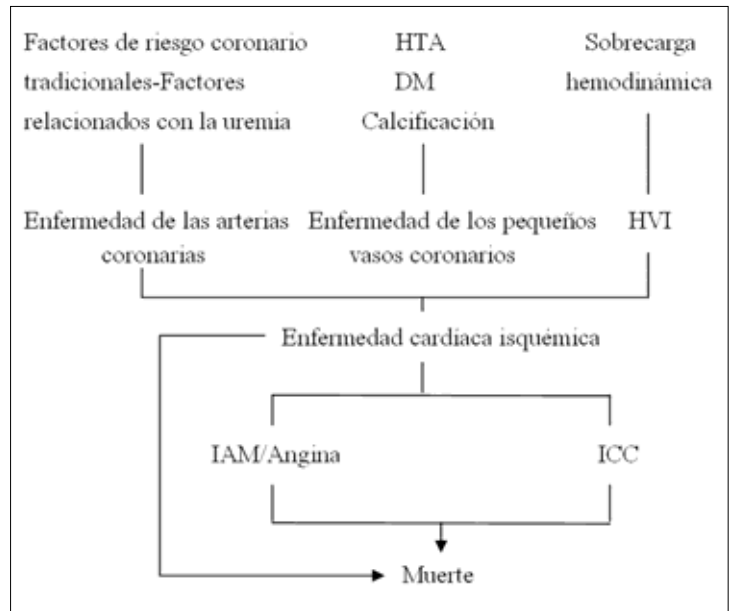 Factores de riesgo coronario
tradicionales-Factores
relacionados con la uremia
HTA
DM
Calcificación
Sobrecarga
hemodinámica
Enfermedad de las arterias
coronarias
Enfermedad de los pequeños
vasos coronarios
HVI
Enfermedad cardíaca isquémica
IAM/Angina
ICC
Muerte